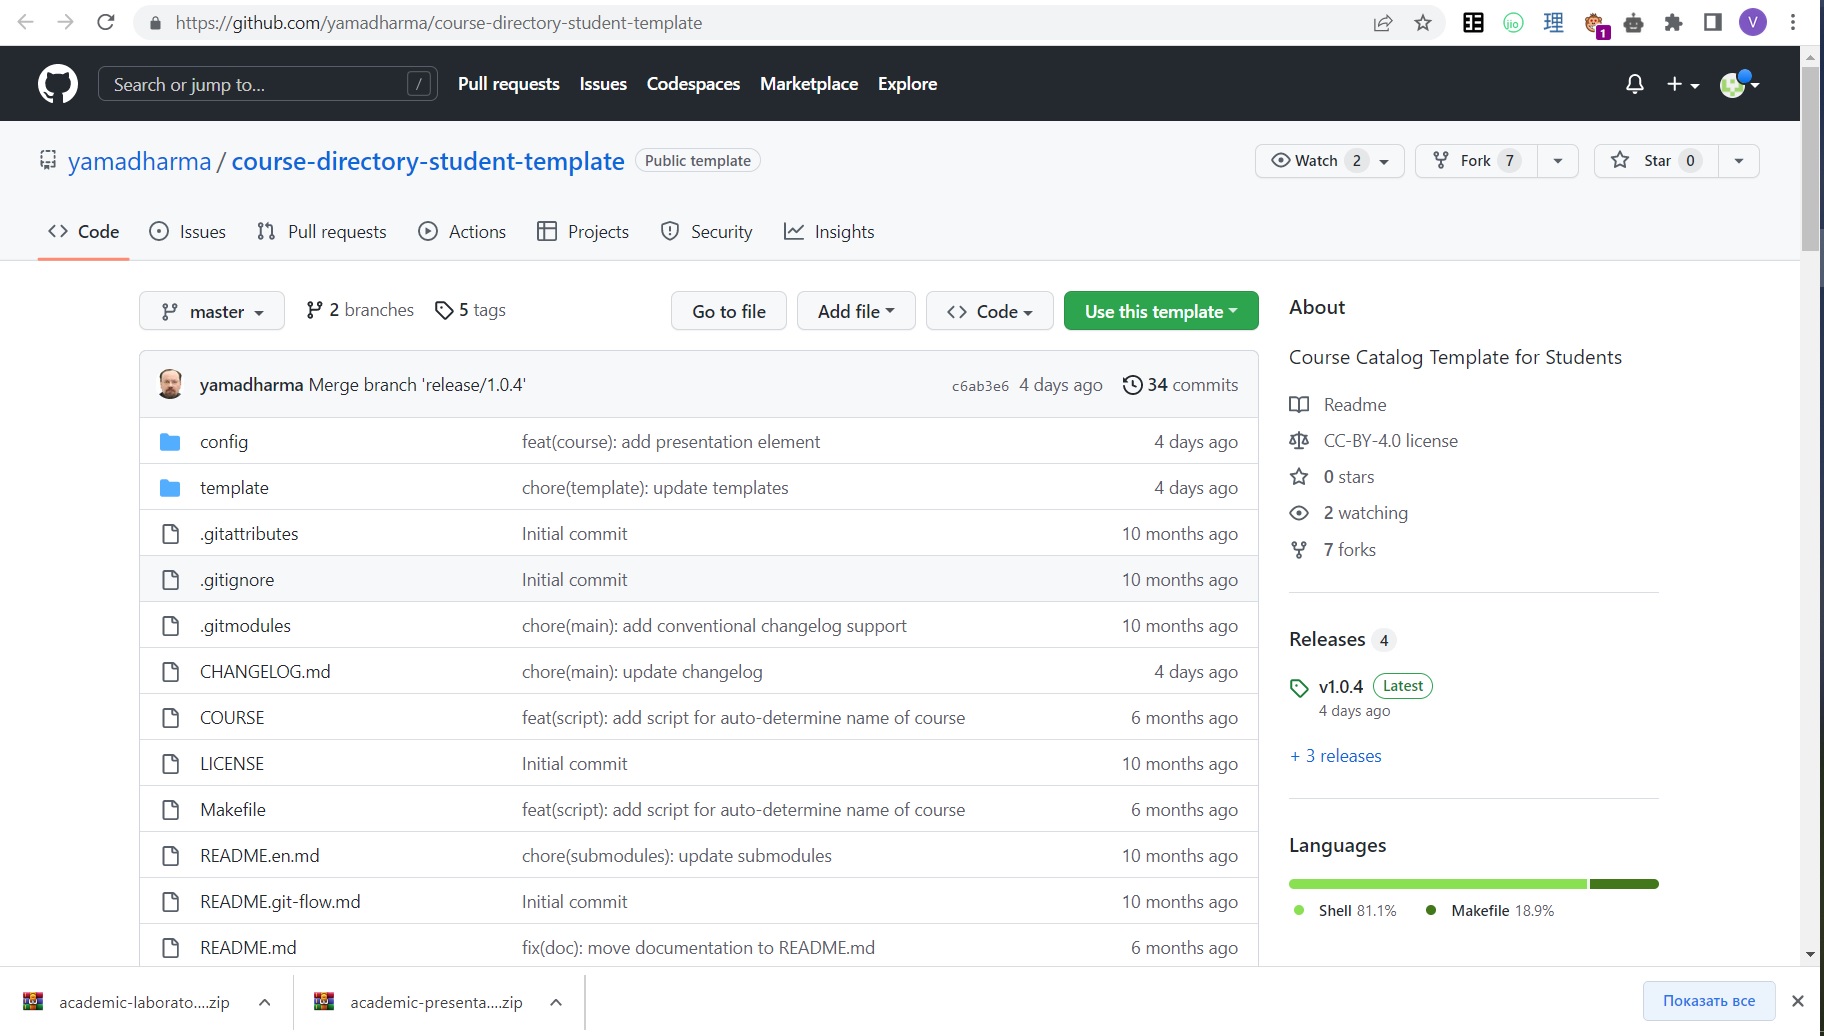 https://github.com/yamadharma/course-directory-student-template
1
V
Search or jump to...
/
Pull requests
Issues
Codespaces
Marketplace
Explore
yamadharma / course-directory-student-template
Public template
Watch 2
Fork 7
Star 0
Code
Issues
Pull requests
Actions
Projects
Security
Insights
master
2 branches
5 tags
Go to file
Add file
Code
Use this template
yamadharma Merge branch 'release/1.0.4'
c6ab3e6 4 days ago
34 commits
config feat(course): add presentation element 4 days ago
template chore(template): update templates 4 days ago
.gitattributes Initial commit 10 months ago
.gitignore Initial commit 10 months ago
.gitmodules chore(main): add conventional changelog support 10 months ago
CHANGELOG.md chore(main): update changelog 4 days ago
COURSE feat(script): add script for auto-determine name of course 6 months ago
LICENSE Initial commit 10 months ago
Makefile feat(script): add script for auto-determine name of course 6 months ago
README.en.md chore(submodules): update submodules 10 months ago
README.git-flow.md Initial commit 10 months ago
README.md fix(doc): move documentation to README.md 6 months ago
About
Course Catalog Template for Students
Readme
CC-BY-4.0 license
0 stars
2 watching
7 forks
Releases 4
v1.0.4 Latest
4 days ago
+ 3 releases
Languages
Shell 81.1%
Makefile 18.9%
academic-laborato....zip
academic-presenta....zip
Показать все